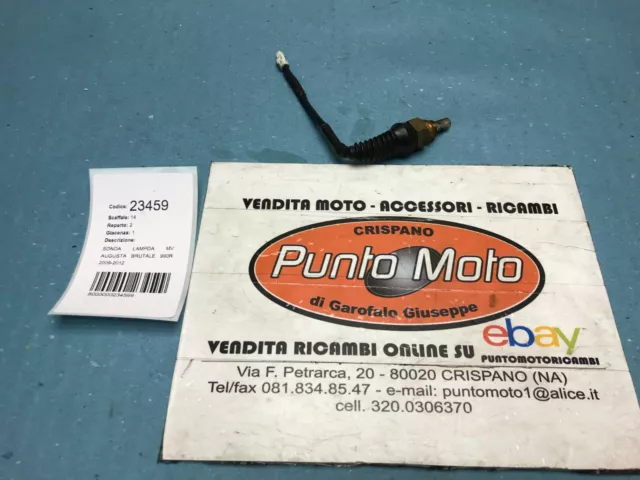 Codice: 23459
Scaffale: 14
Reparto: 2
Giacenza: 1
Descrizione:
SONDA LAMPDA MV
AUGUSTA BRUTALE 990R
2009-2012
VENDITA MOTO - ACCESSORI - RICAMBI
CRISPANO
Punto Moto
di Garofalo Giuseppe
VENDITA RICAMBI ONLINE SU ebay
PUNTOMOTORICAMBI
Via F. Petrarca, 20 - 80020 CRISPANO (NA)
Tel/fax 081.834.85.47 - e-mail: puntomoto1@alice.it
cell. 320.0306370